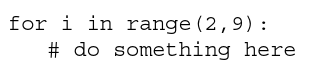 for i in range(2,9):
   # do something here